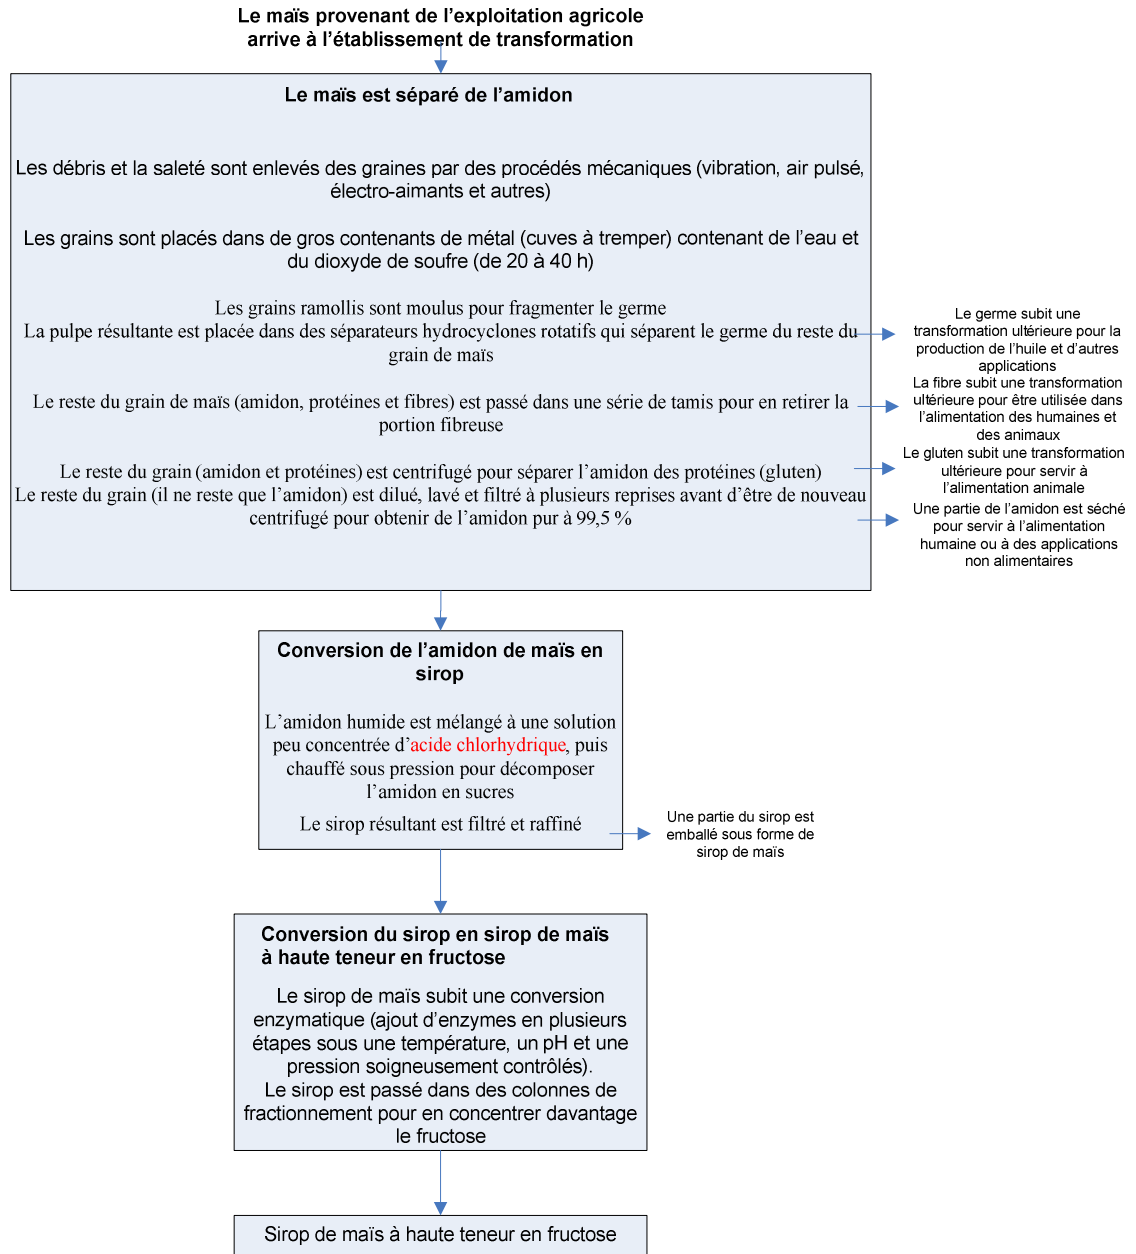 Le maïs provenant de l’exploitation agricole
arrive à l’établissement de transformation
Le maïs est séparé de l’amidon
Les débris et la saleté sont enlevés des graines par des procédés mécaniques (vibration, air pulsé,
électro-aimants et autres)
Les grains sont placés dans de gros contenants de métal (cuves à tremper) contenant de l’eau et
du dioxyde de soufre (de 20 à 40 h)
Les grains ramollis sont moulus pour fragmenter le germe
La pulpe résultante est placée dans des séparateurs hydrocyclones rotatifs qui séparent le germe du reste du
grain de maïs
Le reste du grain de maïs (amidon, protéines et fibres) est passé dans une série de tamis pour en retirer la
portion fibreuse
Le reste du grain (amidon et protéines) est centrifugé pour séparer l’amidon des protéines (gluten)
Le reste du grain (il ne reste que l’amidon) est dilué, lavé et filtré à plusieurs reprises avant d’être de nouveau
centrifugé pour obtenir de l’amidon pur à 99,5 %
Le germe subit une
transformation ultérieure pour la
production de l’huile et d’autres
applications
La fibre subit une transformation
ultérieure pour être utilisée dans
l’alimentation des humaines et
des animaux
Le gluten subit une transformation
ultérieure pour servir à
l’alimentation animale
Une partie de l’amidon est séché
pour servir à l’alimentation
humaine ou à des applications
non alimentaires
Conversion de l’amidon de maïs en
sirop
L’amidon humide est mélangé à une solution
peu concentrée d’acide chlorhydrique, puis
chauffé sous pression pour décomposer
l’amidon en sucres
Le sirop résultant est filtré et raffiné
Une partie du sirop est
emballé sous forme de
sirop de maïs
Conversion du sirop en sirop de maïs
à haute teneur en fructose
Le sirop de maïs subit une conversion
enzymatique (ajout d’enzymes en plusieurs
étapes sous une température, un pH et une
pression soigneusement contrôlés).
Le sirop est passé dans des colonnes de
fractionnement pour en concentrer davantage
le fructose
Sirop de maïs à haute teneur en fructose